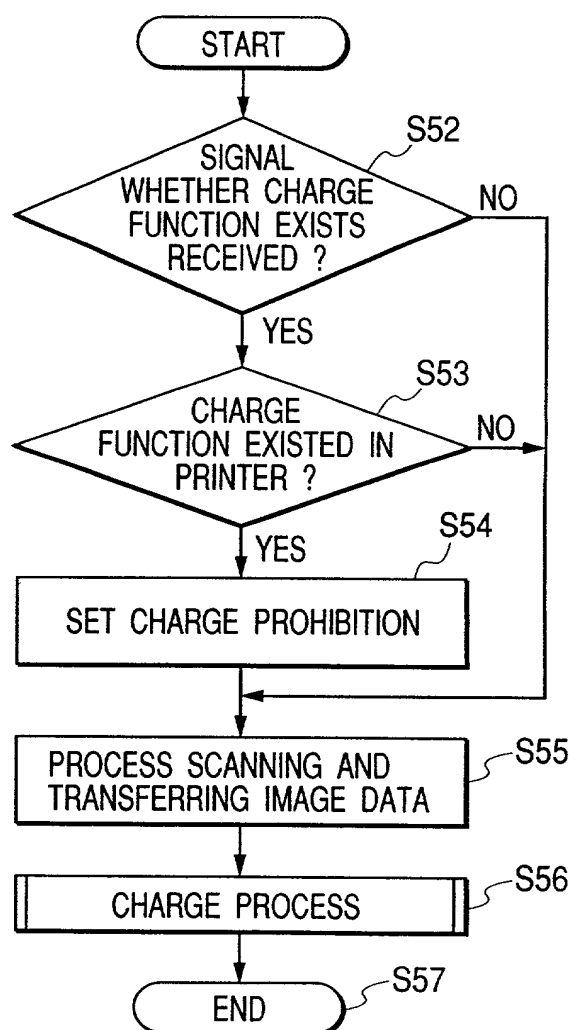 START
S52
SIGNAL
WHETHER CHARGE
FUNCTION EXISTS
RECEIVED ?
NO
YES
S53
CHARGE
FUNCTION EXISTED IN
PRINTER ?
NO
YES
S54
SET CHARGE PROHIBITION
S55
PROCESS SCANNING AND
TRANSFERRING IMAGE DATA
S56
CHARGE PROCESS
S57
END